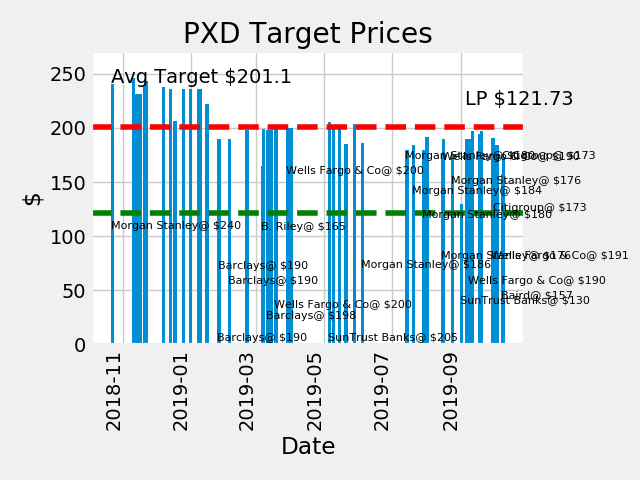 PXD Target Prices
Avg Target $201.1
LP $121.73
250
200
150
100
50
0
$
Morgan Stanley@ $240
Barclays@ $190
Barclays@ $190
Barclays@ $190
B. Riley@ $165
Barclays@ $198
Wells Fargo & Co@ $200
Wells Fargo & Co@ $200
SunTrust Banks@ $205
Morgan Stanley@ $186
Morgan Stanley@ $184
Morgan Stanley@ $180
Morgan Stanley@ $176
Wells Fargo & Co@ $191
Wells Fargo & Co@ $190
SunTrust Banks@ $130
Citigroup@ $173
Baird@ $157
2018-11
2019-01
2019-03
2019-05
2019-07
2019-09
Date